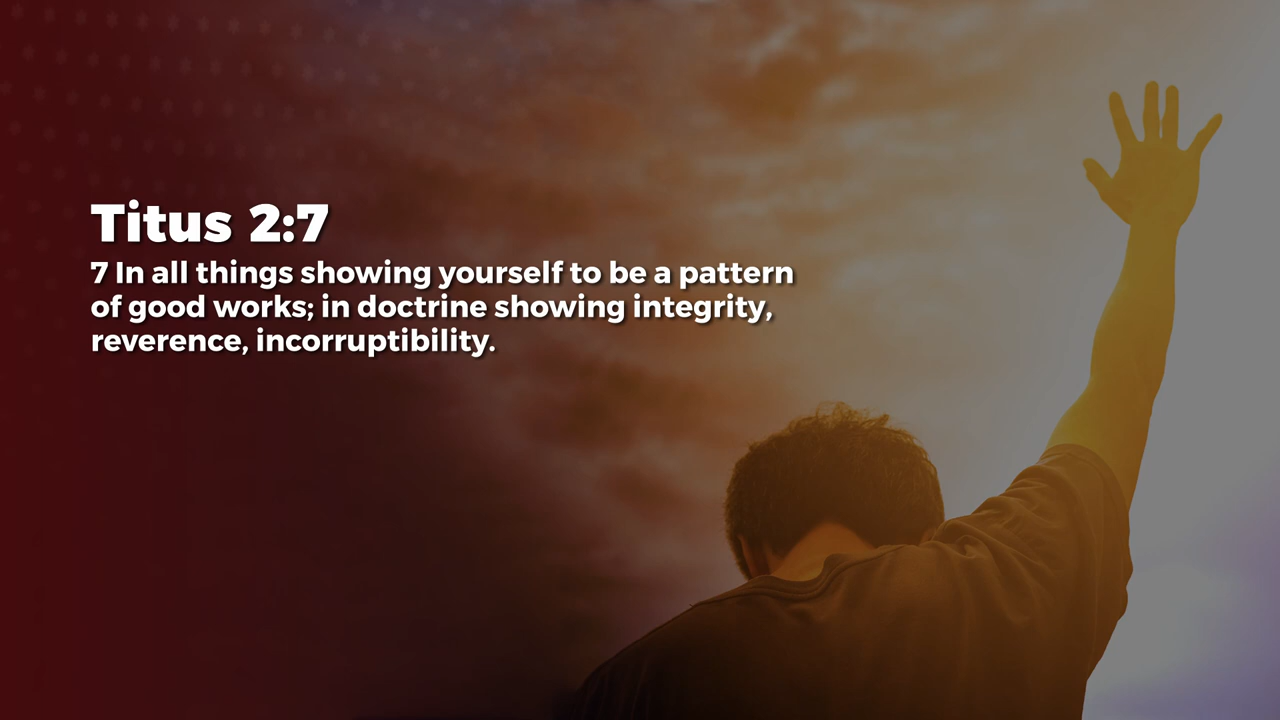 Titus 2:7
7 In all things showing yourself to be a pattern
of good works; in doctrine showing integrity,
reverence, incorruptibility.